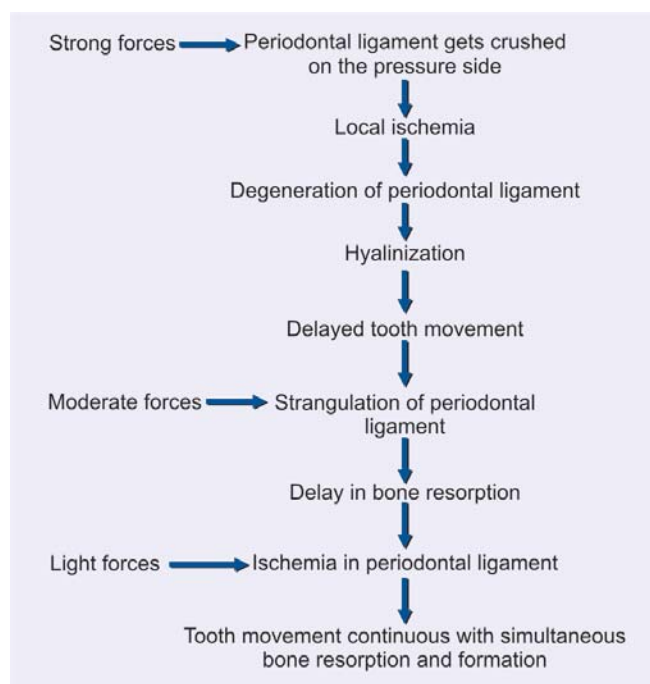 Strong forces
Periodontal ligament gets crushed
on the pressure side
Local ischemia
Degeneration of periodontal ligament
Hyalinization
Delayed tooth movement
Moderate forces
Strangulation of periodontal
ligament
Delay in bone resorption
Light forces
Ischemia in periodontal ligament
Tooth movement continuous with simultaneous
bone resorption and formation